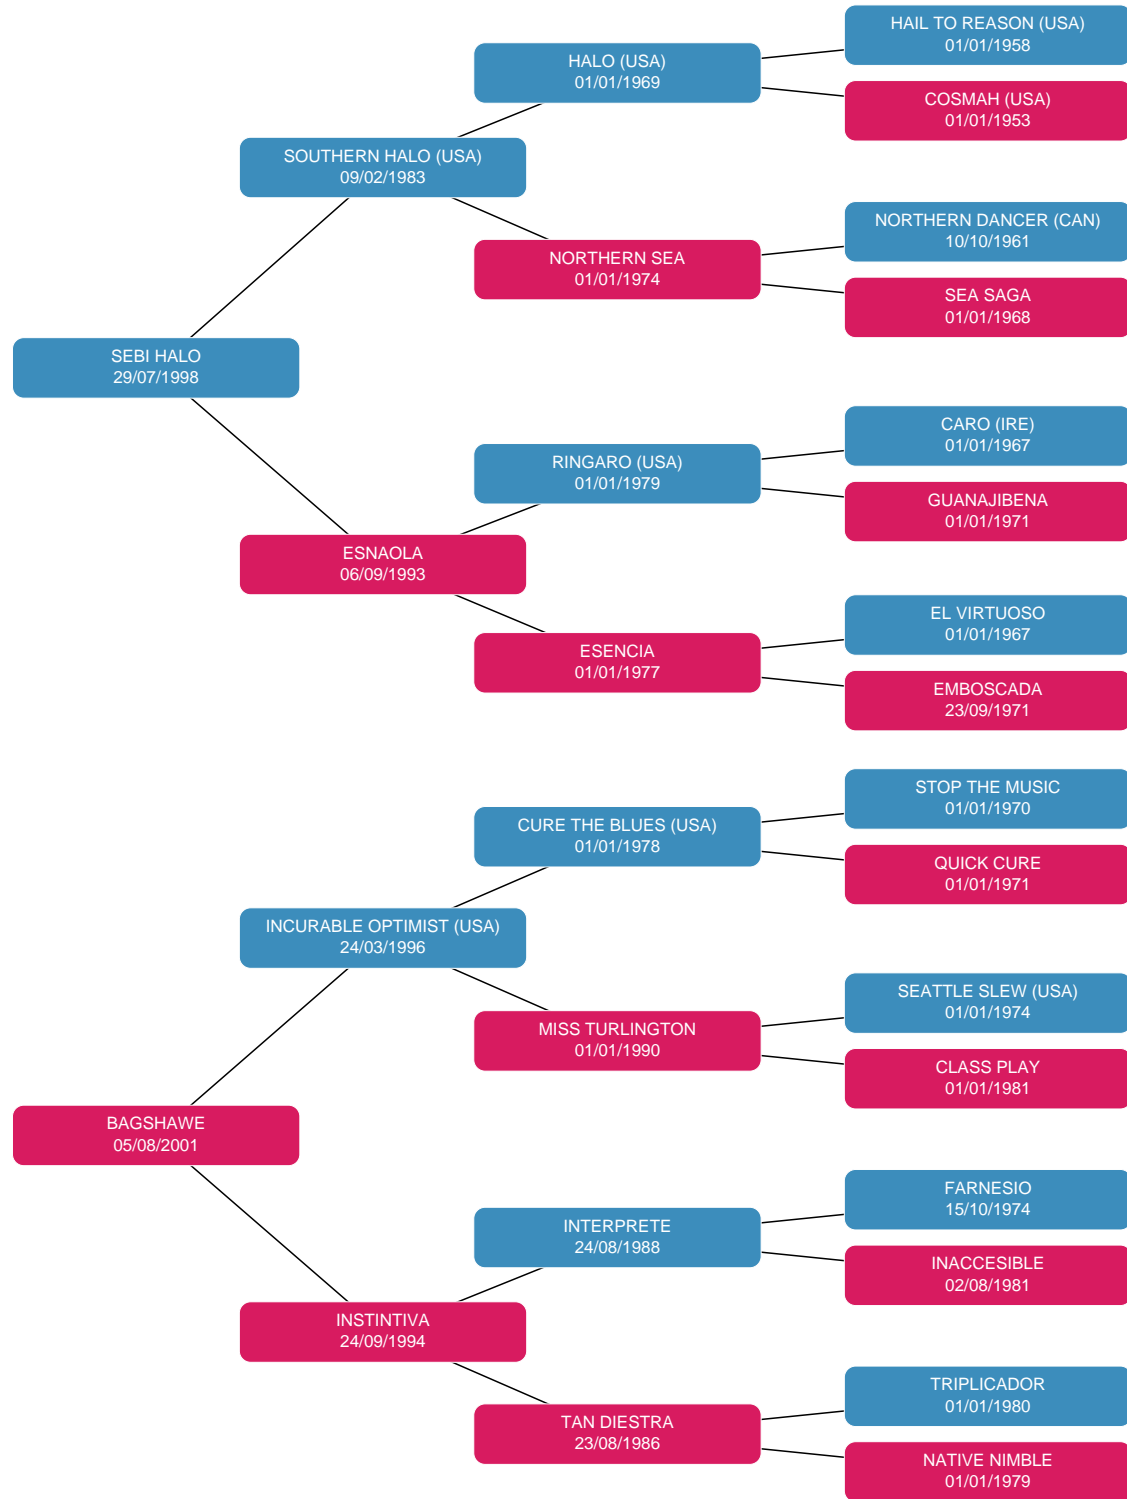 HAIL TO REASON (USA)
01/01/1958
HALO (USA)
01/01/1969
COSMAH (USA)
01/01/1953
SOUTHERN HALO (USA)
09/02/1983
NORTHERN DANCER (CAN)
10/10/1961
NORTHERN SEA
01/01/1974
SEA SAGA
01/01/1968
SEBI HALO
29/07/1998
CARO (IRE)
01/01/1967
RINGARO (USA)
01/01/1979
GUANAJIBENA
01/01/1971
ESNAOLA
06/09/1993
EL VIRTUOSO
01/01/1967
ESENCIA
01/01/1977
EMBOSCADA
23/09/1971
STOP THE MUSIC
01/01/1970
CURE THE BLUES (USA)
01/01/1978
QUICK CURE
01/01/1971
INCURABLE OPTIMIST (USA)
24/03/1996
SEATTLE SLEW (USA)
01/01/1974
MISS TURLINGTON
01/01/1990
CLASS PLAY
01/01/1981
BAGSHAWE
05/08/2001
FARNESIO
15/10/1974
INTERPRETE
24/08/1988
INACCESIBLE
02/08/1981
INSTINTIVA
24/09/1994
TRIPLICADOR
01/01/1980
TAN DIESTRA
23/08/1986
NATIVE NIMBLE
01/01/1979